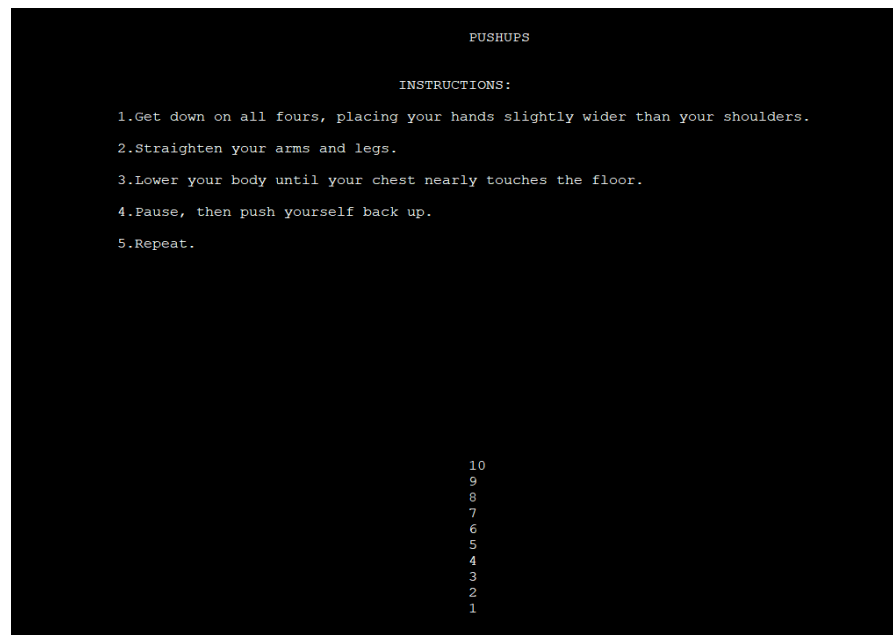 PUSHUPS
INSTRUCTIONS:
1.Get down on all fours, placing your hands slightly wider than your shoulders.
2.Straighten your arms and legs.
3.Lower your body until your chest nearly touches the floor.
4.Pause, then push yourself back up.
5.Repeat.
10
9
8
7
6
5
4
3
2
1